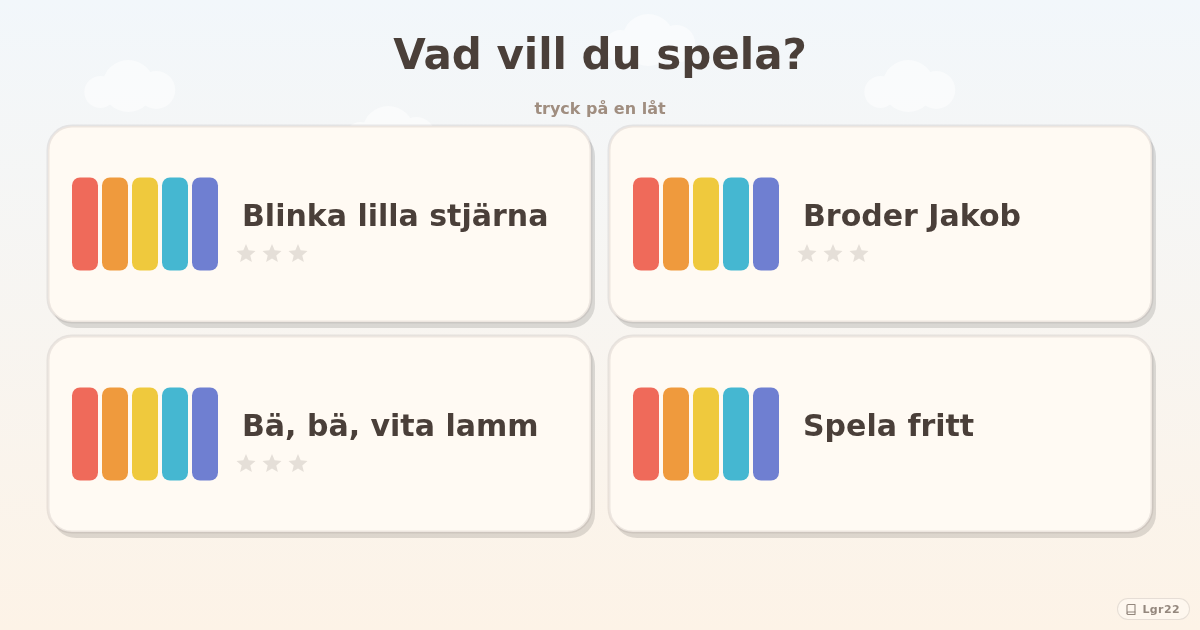 Vad vill du spela?
tryck på en låt
Blinka lilla stjärna
Broder Jakob
Bä, bä, vita lamm
Spela fritt
Lgr22